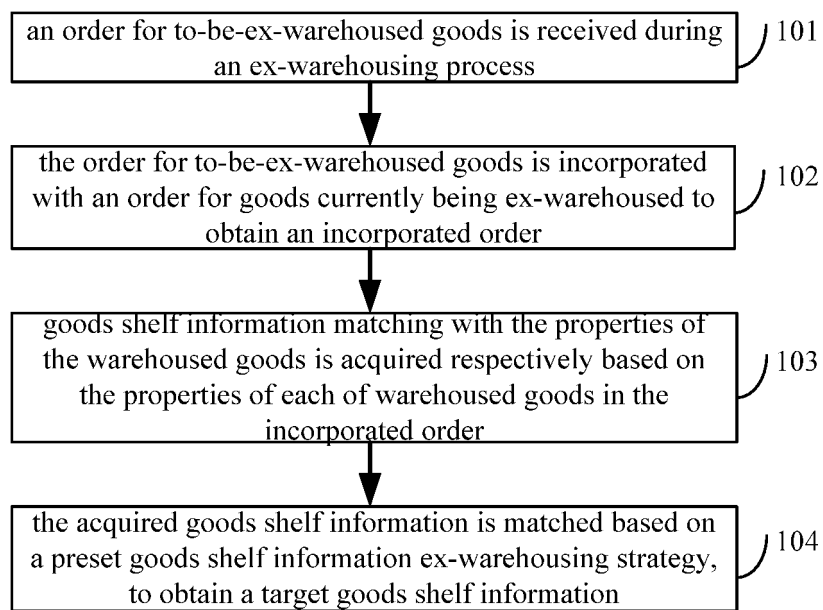 an order for to-be-ex-warehoused goods is received during
an ex-warehousing process
101
the order for to-be-ex-warehoused goods is incorporated
with an order for goods currently being ex-warehoused to
obtain an incorporated order
102
goods shelf information matching with the properties of
the warehoused goods is acquired respectively based on
the properties of each of warehoused goods in the
incorporated order
103
the acquired goods shelf information is matched based on
a preset goods shelf information ex-warehousing strategy,
to obtain a target goods shelf information
104